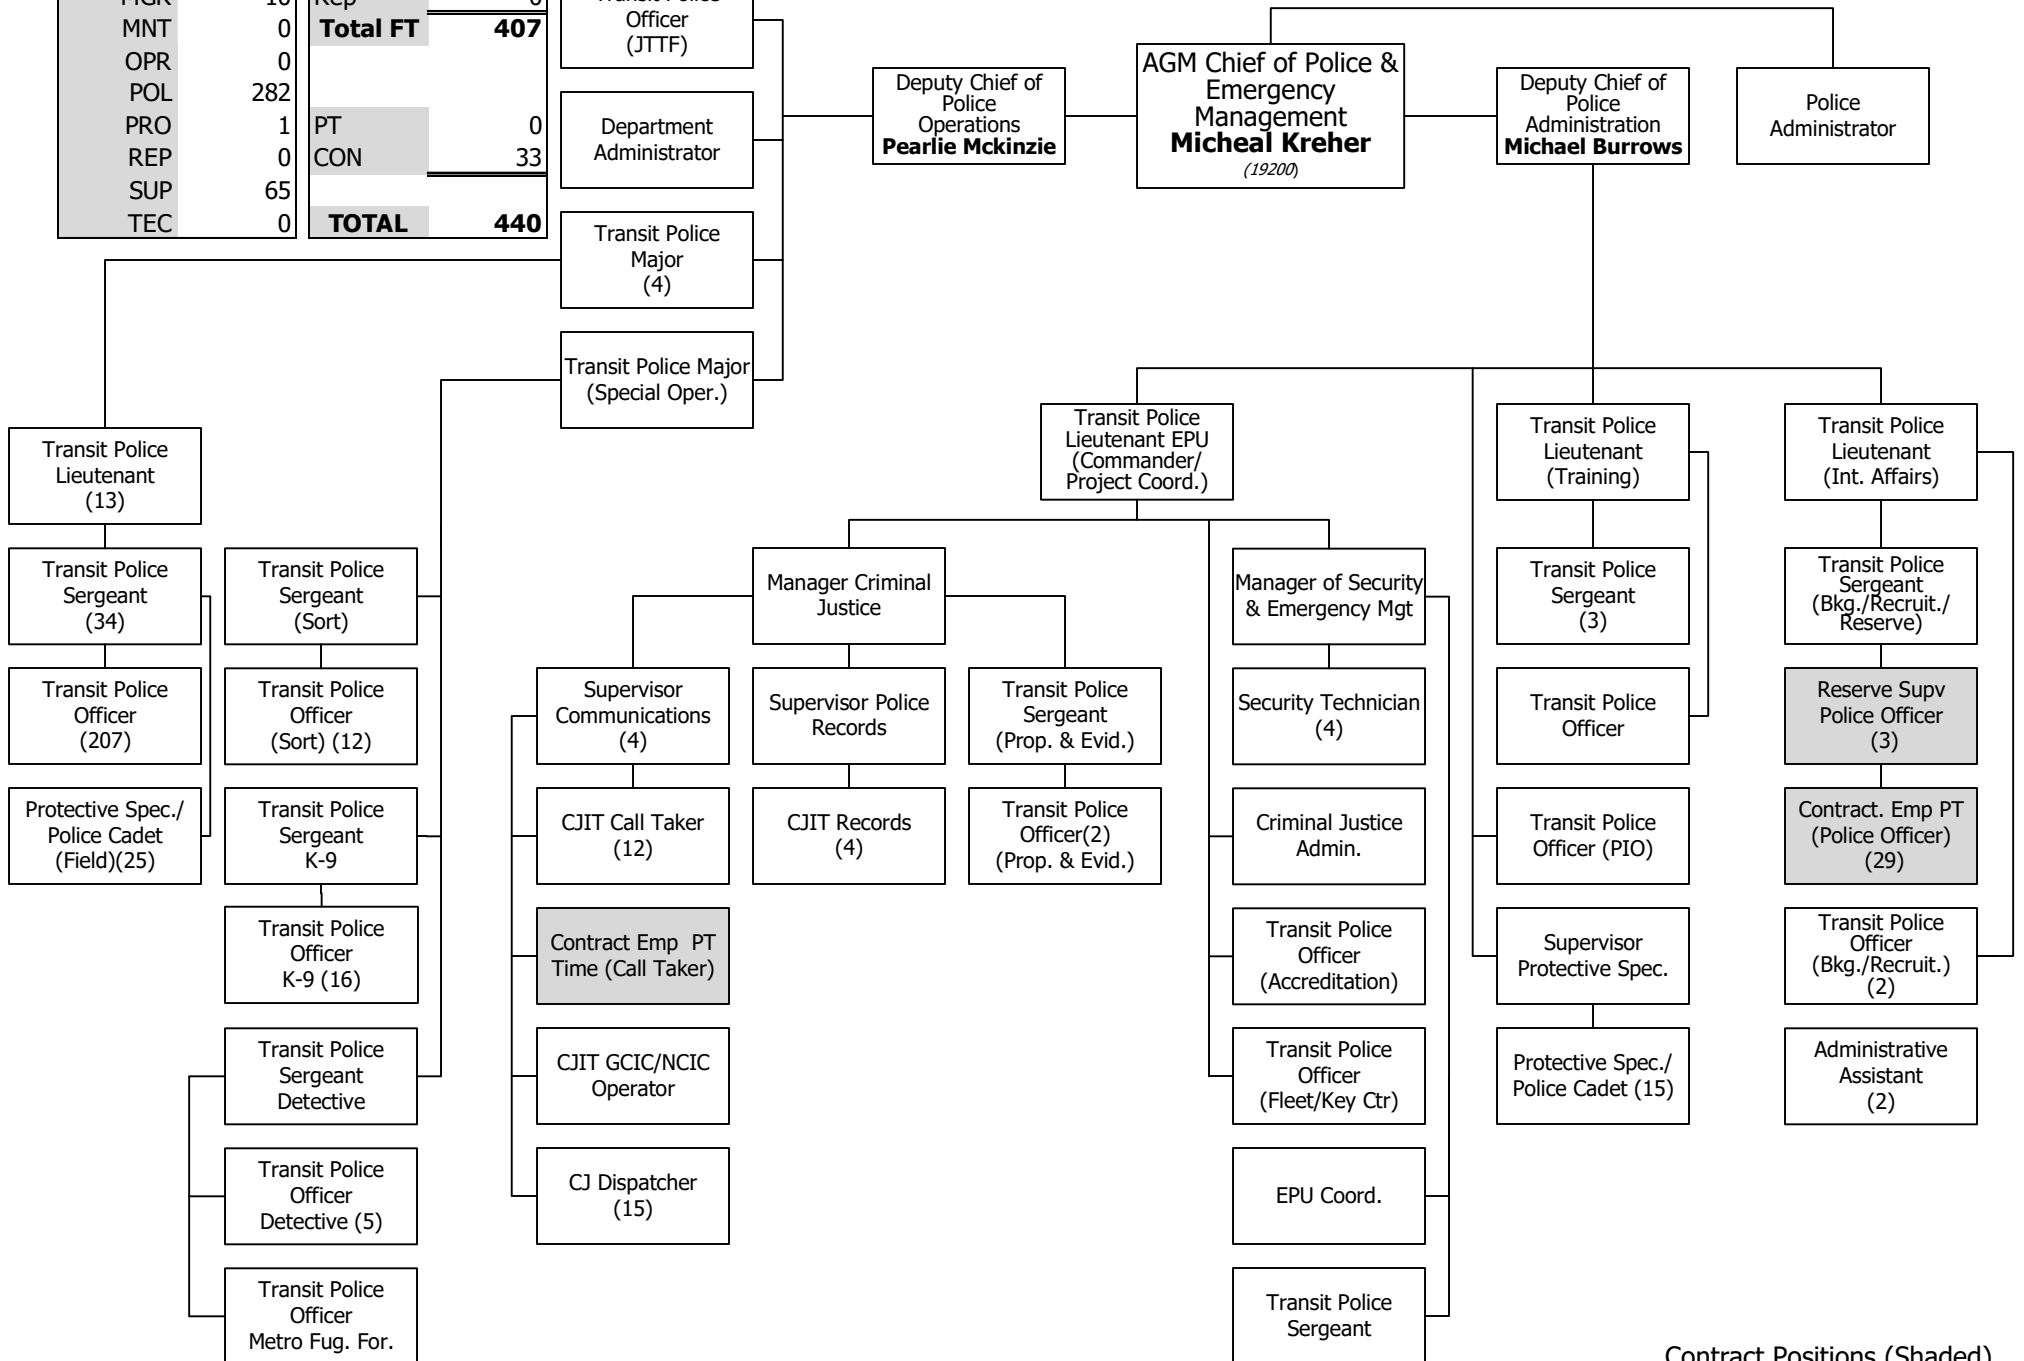 MGR 10
MNT 0
OPR 0
POL 282
PRO 1
REP 0
SUP 65
TEC 0
Rep
Total FT 407
PT 0
CON 33
TOTAL 440
Transit Police
Officer
(JTTF)
Department
Administrator
Transit Police
Major
(4)
Transit Police Major
(Special Oper.)
Deputy Chief of
Police
Operations
Pearlie Mckinzie
AGM Chief of Police &
Emergency
Management
Micheal Kreher
(19200)
Deputy Chief of
Police
Administration
Michael Burrows
Police
Administrator
Transit Police
Lieutenant
(13)
Transit Police
Sergeant
(34)
Transit Police
Officer
(207)
Protective Spec./
Police Cadet
(Field)(25)
Transit Police
Sergeant
(Sort)
Transit Police
Officer
(Sort) (12)
Transit Police
Sergeant
K-9
Transit Police
Officer
K-9 (16)
Transit Police
Sergeant
Detective
Transit Police
Officer
Detective (5)
Transit Police
Officer
Metro Fug. For.
Transit Police
Lieutenant EPU
(Commander/
Project Coord.)
Manager Criminal
Justice
Supervisor
Communications
(4)
CJIT Call Taker
(12)
Contract Emp PT
Time (Call Taker)
CJIT GCIC/NCIC
Operator
CJ Dispatcher
(15)
Supervisor Police
Records
CJIT Records
(4)
Transit Police
Sergeant
(Prop. & Evid.)
Transit Police
Officer(2)
(Prop. & Evid.)
Manager of Security
& Emergency Mgt
Security Technician
(4)
Criminal Justice
Admin.
Transit Police
Officer
(Accreditation)
Transit Police
Officer
(Fleet/Key Ctr)
EPU Coord.
Transit Police
Sergeant
Transit Police
Lieutenant
(Training)
Transit Police
Sergeant
(3)
Transit Police
Officer
Transit Police
Officer (PIO)
Supervisor
Protective Spec.
Protective Spec./
Police Cadet (15)
Transit Police
Lieutenant
(Int. Affairs)
Transit Police
Sergeant
(Bkg./Recruit./
Reserve)
Reserve Supv
Police Officer
(3)
Contract. Emp PT
(Police Officer)
(29)
Transit Police
Officer
(Bkg./Recruit.)
(2)
Administrative
Assistant
(2)
Contract Positions (Shaded)